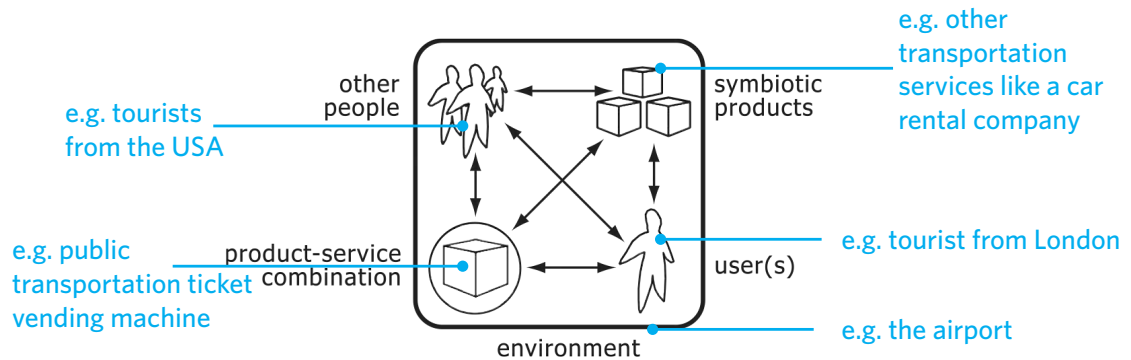 e.g. other
transportation
services like a car
rental company
other
people
symbiotic
products
e.g. tourists
from the USA
e.g. public
transportation ticket
vending machine
product-service
combination
user(s)
e.g. tourist from London
e.g. the airport
environment